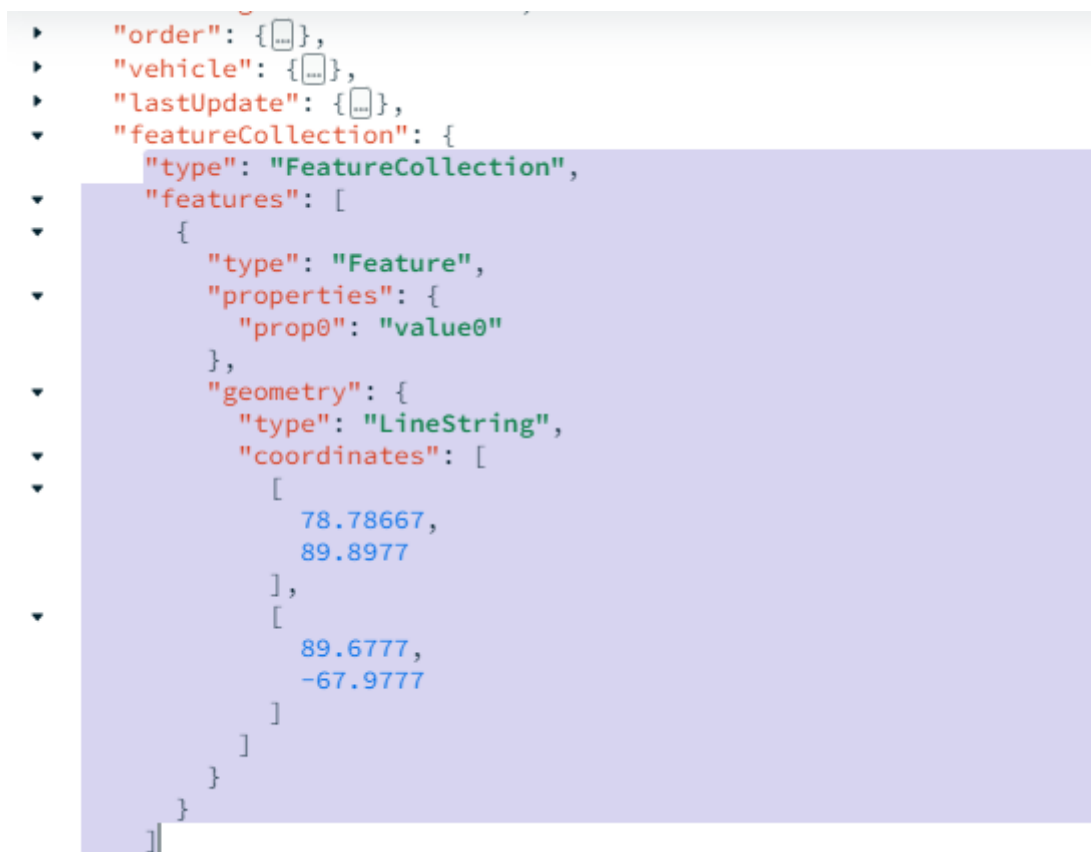 "order": {…},
"vehicle": {…},
"lastUpdate": {…},
"featureCollection": {
"type": "FeatureCollection",
"features": [
{
"type": "Feature",
"properties": {
"prop0": "value0"
},
"geometry": {
"type": "LineString",
"coordinates": [
[
78.78667,
89.8977
],
[
89.6777,
-67.9777
]
]
}
}
]